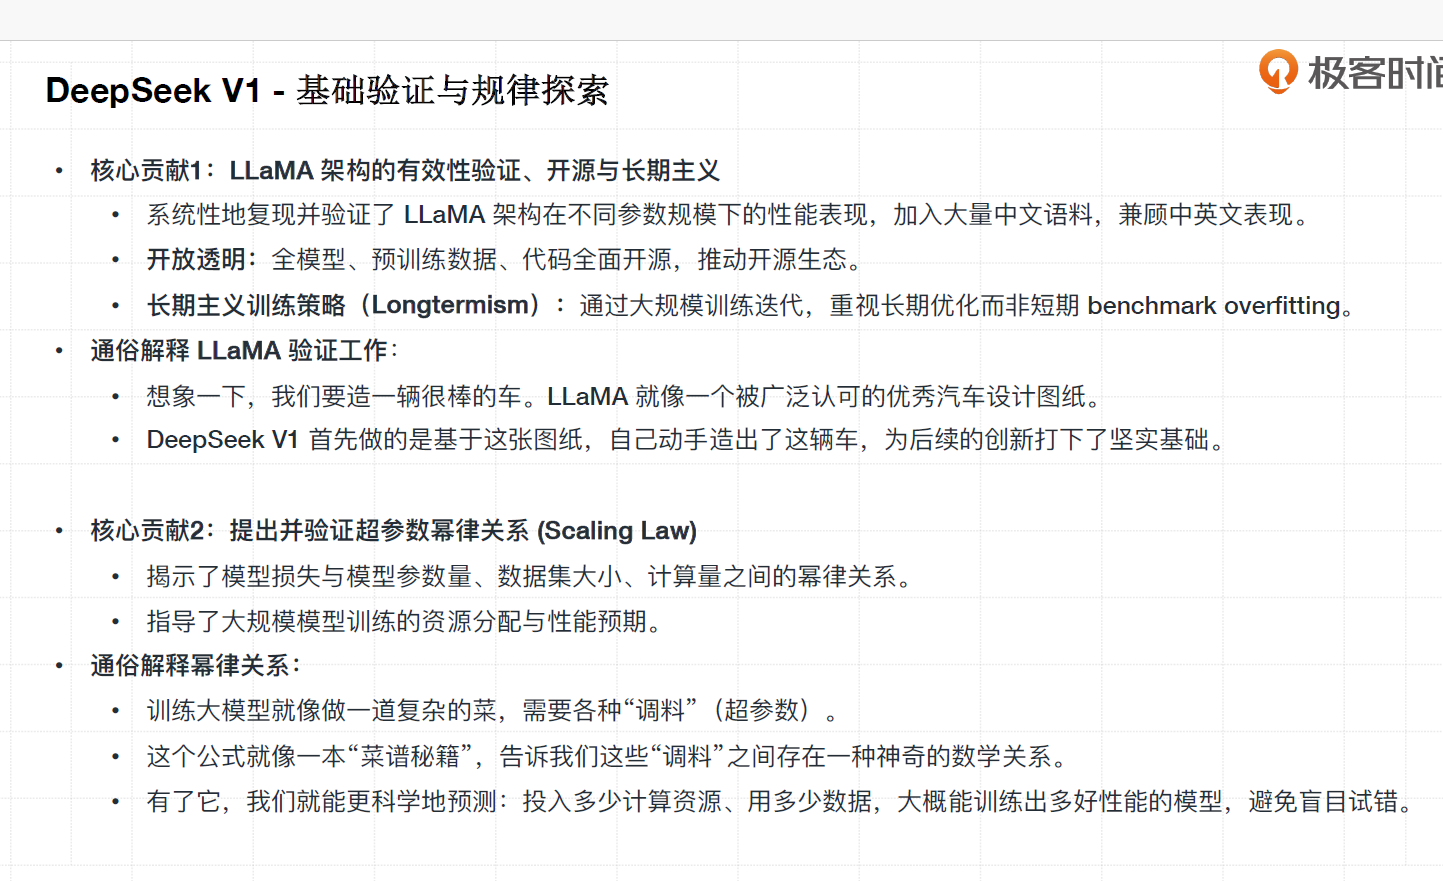 DeepSeek V1 - 基础验证与规律探索
极客时间
• 核心贡献1：LLaMA 架构的有效性验证、开源与长期主义
• 系统性地复现并验证了 LLaMA 架构在不同参数规模下的性能表现，加入大量中文语料，兼顾中英文表现。
• 开放透明：全模型、预训练数据、代码全面开源，推动开源生态。
• 长期主义训练策略（Longtermism）：通过大规模训练迭代，重视长期优化而非短期 benchmark overfitting。
• 通俗解释 LLaMA 验证工作：
• 想象一下，我们要造一辆很棒的车。LLaMA 就像一个被广泛认可的优秀汽车设计图纸。
• DeepSeek V1 首先做的是基于这张图纸，自己动手造出了这辆车，为后续的创新打下了坚实基础。
• 核心贡献2：提出并验证超参数幂律关系 (Scaling Law)
• 揭示了模型损失与模型参数量、数据集大小、计算量之间的幂律关系。
• 指导了大规模模型训练的资源分配与性能预期。
• 通俗解释幂律关系：
• 训练大模型就像做一道复杂的菜，需要各种“调料”（超参数）。
• 这个公式就像一本“菜谱秘籍”，告诉我们这些“调料”之间存在一种神奇的数学关系。
• 有了它，我们就能更科学地预测：投入多少计算资源、用多少数据，大概能训练出多好性能的模型，避免盲目试错。